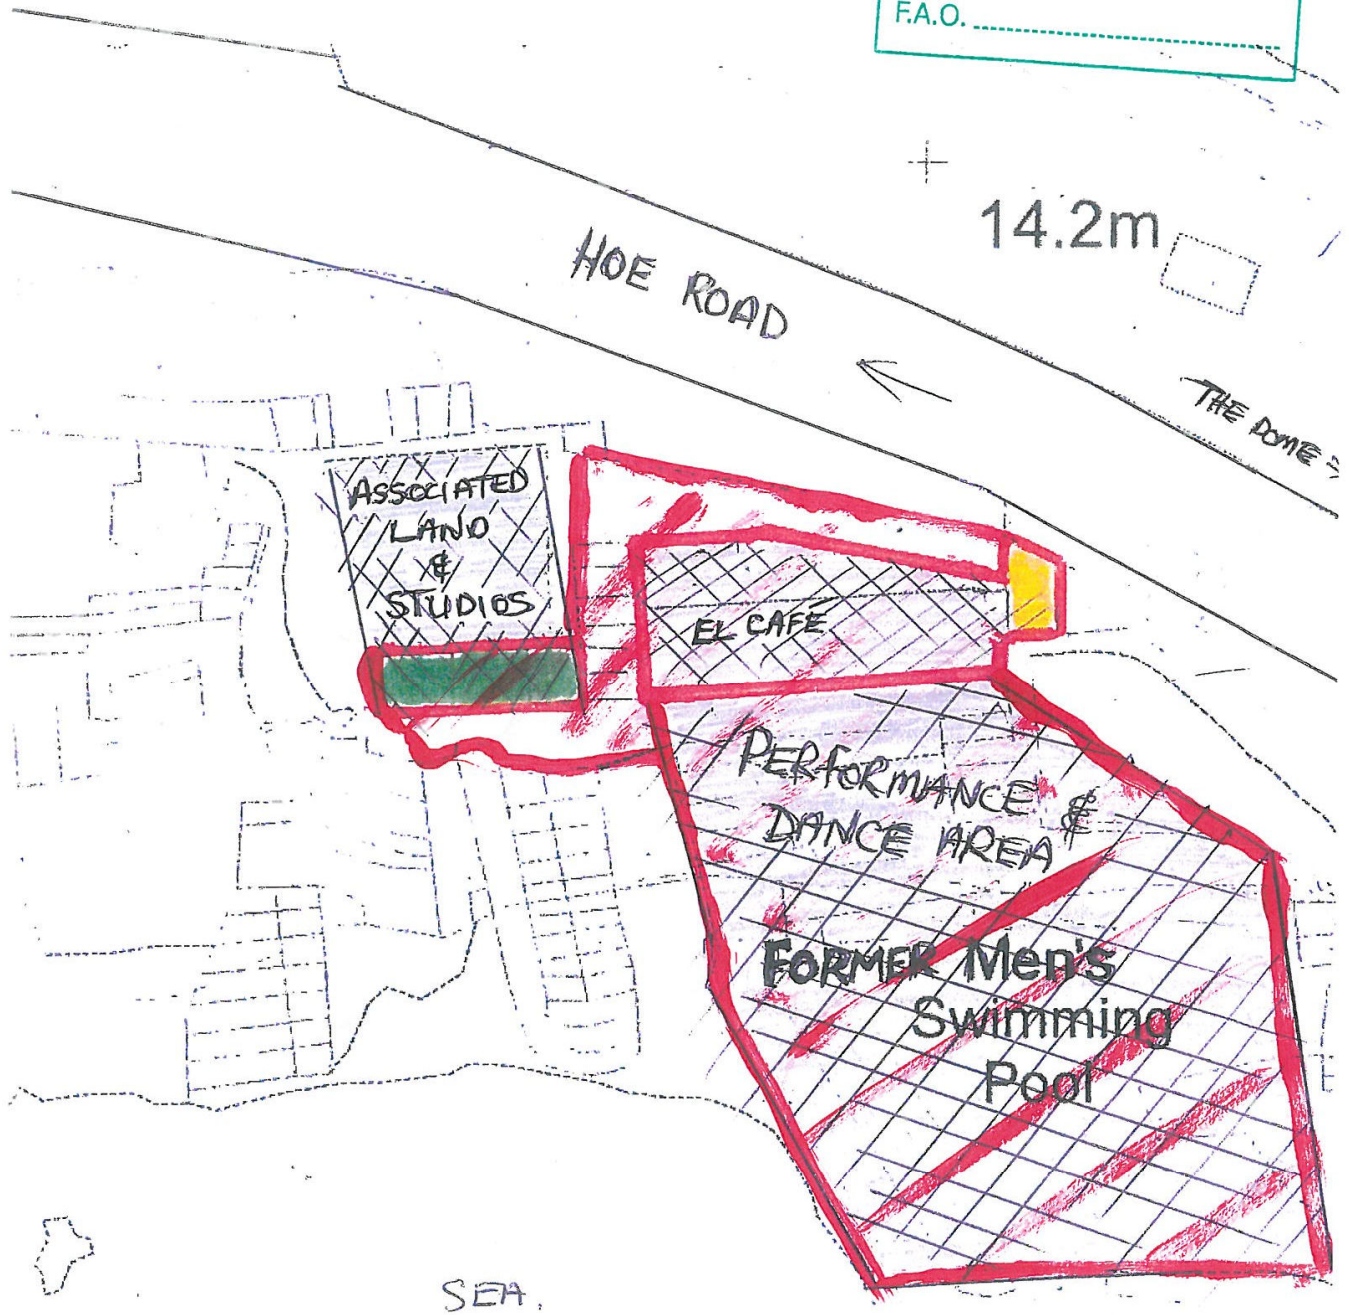 F.A.O.
14.2m
HOE ROAD
THE DOME
ASSOCIATED
LAND
&
STUDIOS
EL CAFÉ
PERFORMANCE &
DANCE AREA
FORMER Men's
Swimming
Pool
SEA.